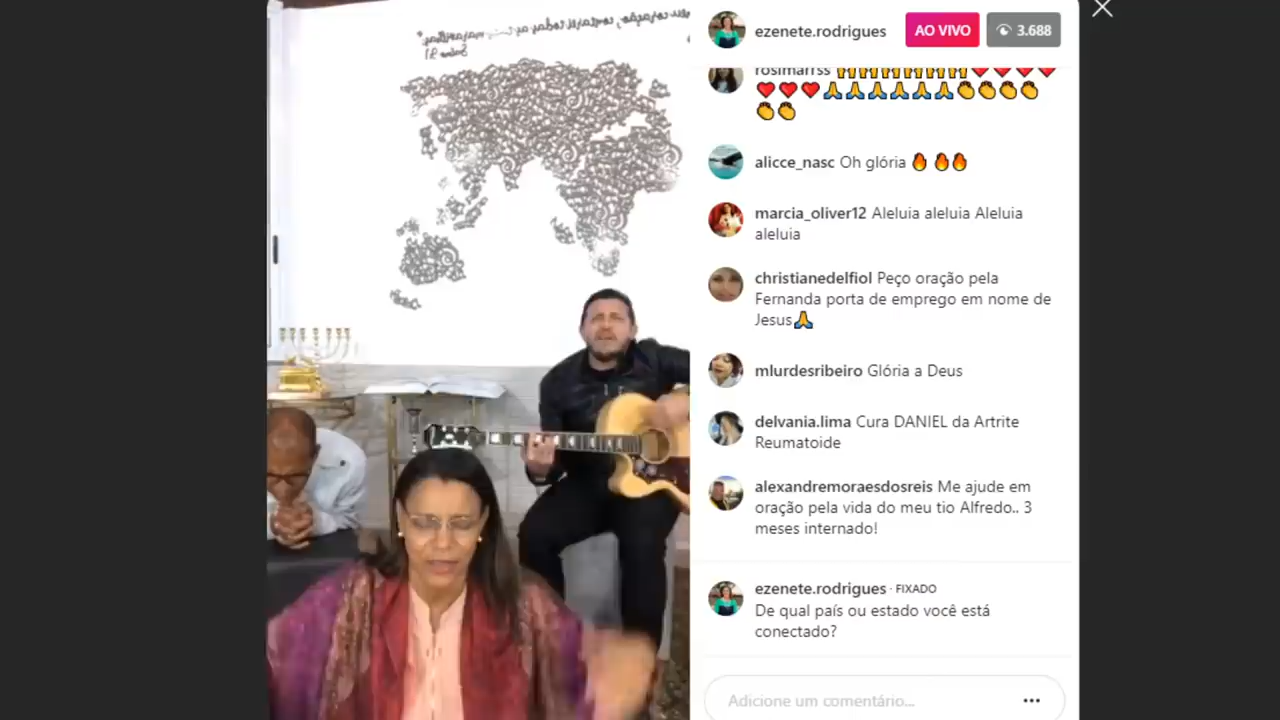 ezenete.rodrigues AO VIVO 3.688
rosimarrss
alicce_nasc Oh glória
marcia_oliver12 Aleluia aleluia Aleluia
aleluia
christianedelfiol Peço oração pela
Fernanda porta de emprego em nome de
Jesus
mlurdesribeiro Glória a Deus
delvania.lima Cura DANIEL da Artrite
Reumatoide
alexandremoraesdosreis Me ajude em
oração pela vida do meu tio Alfredo.. 3
meses internado!
ezenete.rodrigues · FIXADO
De qual país ou estado você está
conectado?
Adicione um comentário...